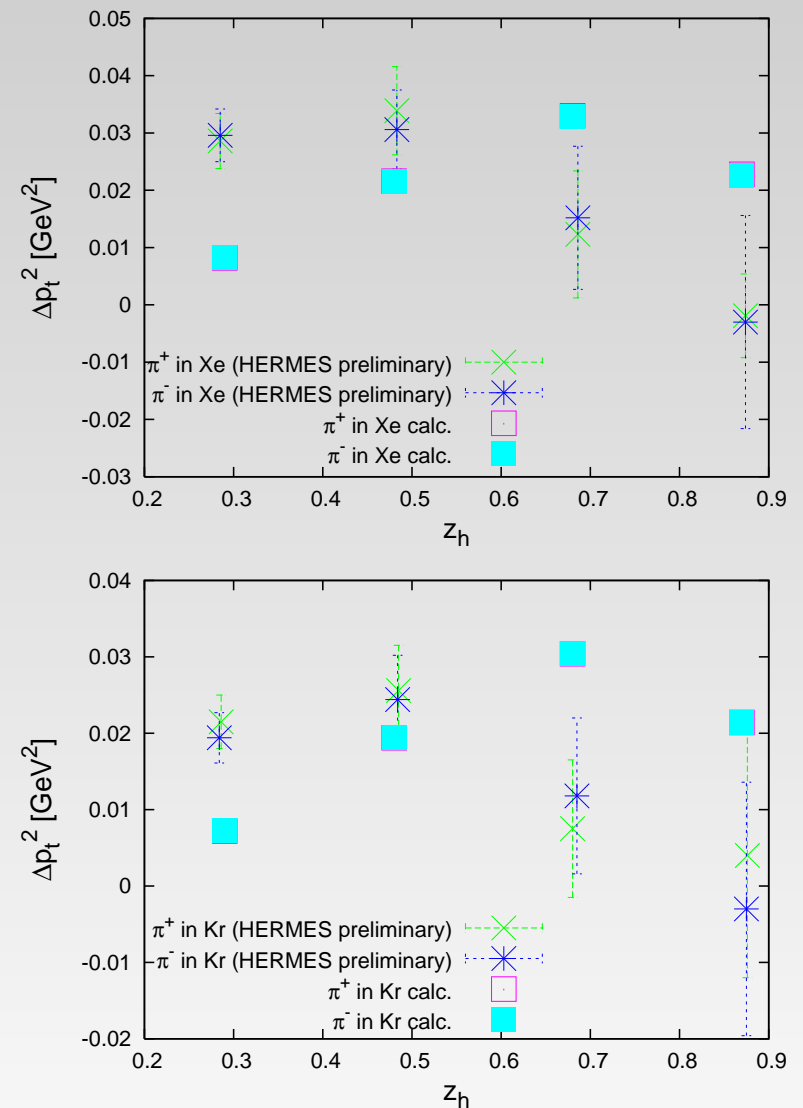 0.05
0.04
0.03
0.02
0.01
0
-0.01
-0.02
-0.03
Δpt^2 [GeV^2]
π+ in Xe (HERMES preliminary)
π- in Xe (HERMES preliminary)
π+ in Xe calc.
π- in Xe calc.
0.2 0.3 0.4 0.5 0.6 0.7 0.8 0.9
zh
0.04
0.03
0.02
0.01
0
-0.01
-0.02
Δpt^2 [GeV^2]
π+ in Kr (HERMES preliminary)
π- in Kr (HERMES preliminary)
π+ in Kr calc.
π- in Kr calc.
0.2 0.3 0.4 0.5 0.6 0.7 0.8 0.9
zh